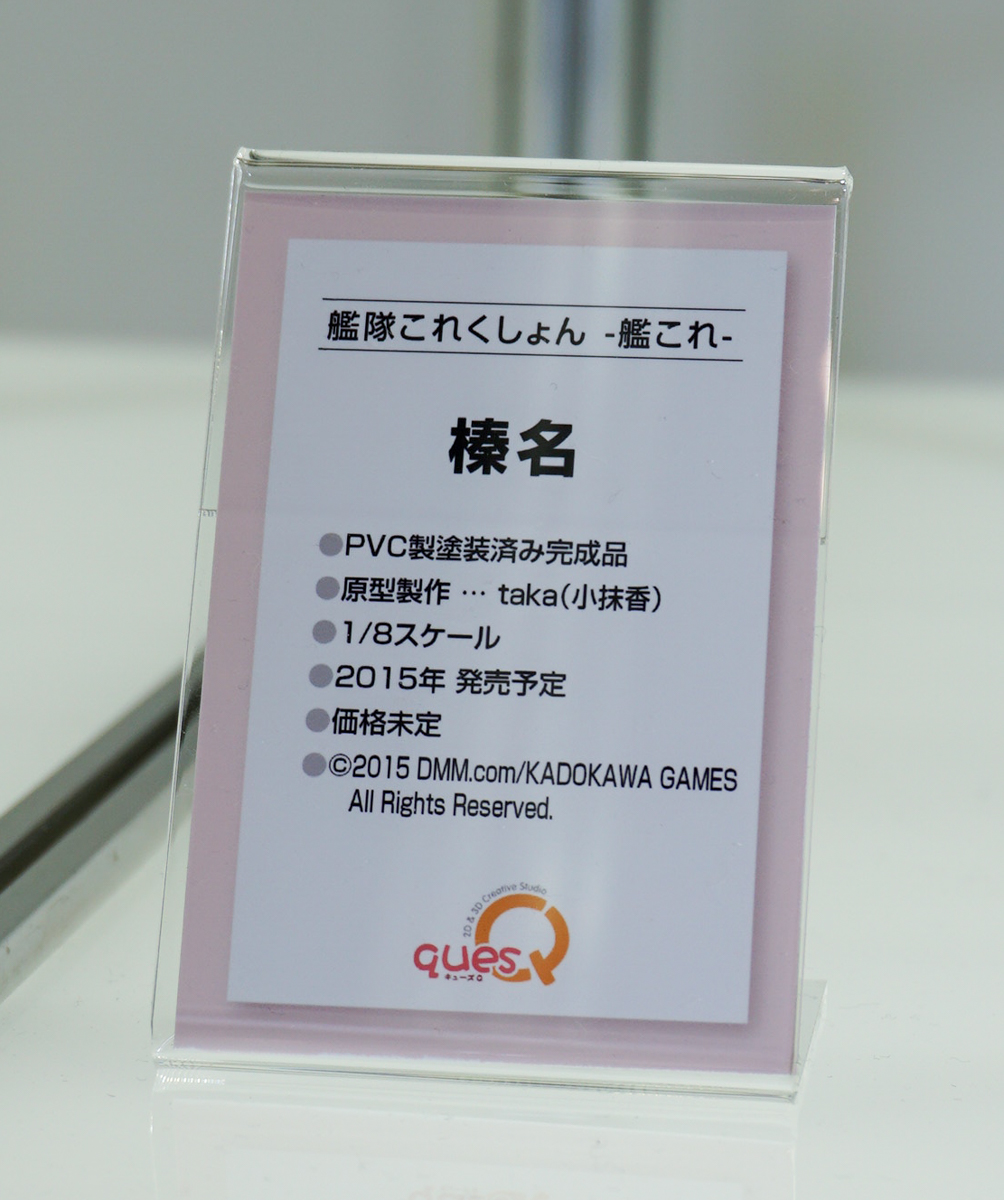 艦隊これくしょん -艦これ-
榛名
●PVC製塗装済み完成品
●原型製作 … taka(小抹香)
●1/8スケール
●2015年 発売予定
●価格未定
●©2015 DMM.com/KADOKAWA GAMES
All Rights Reserved.
2D & 3D Creative Studio
quesQ
キューズQ